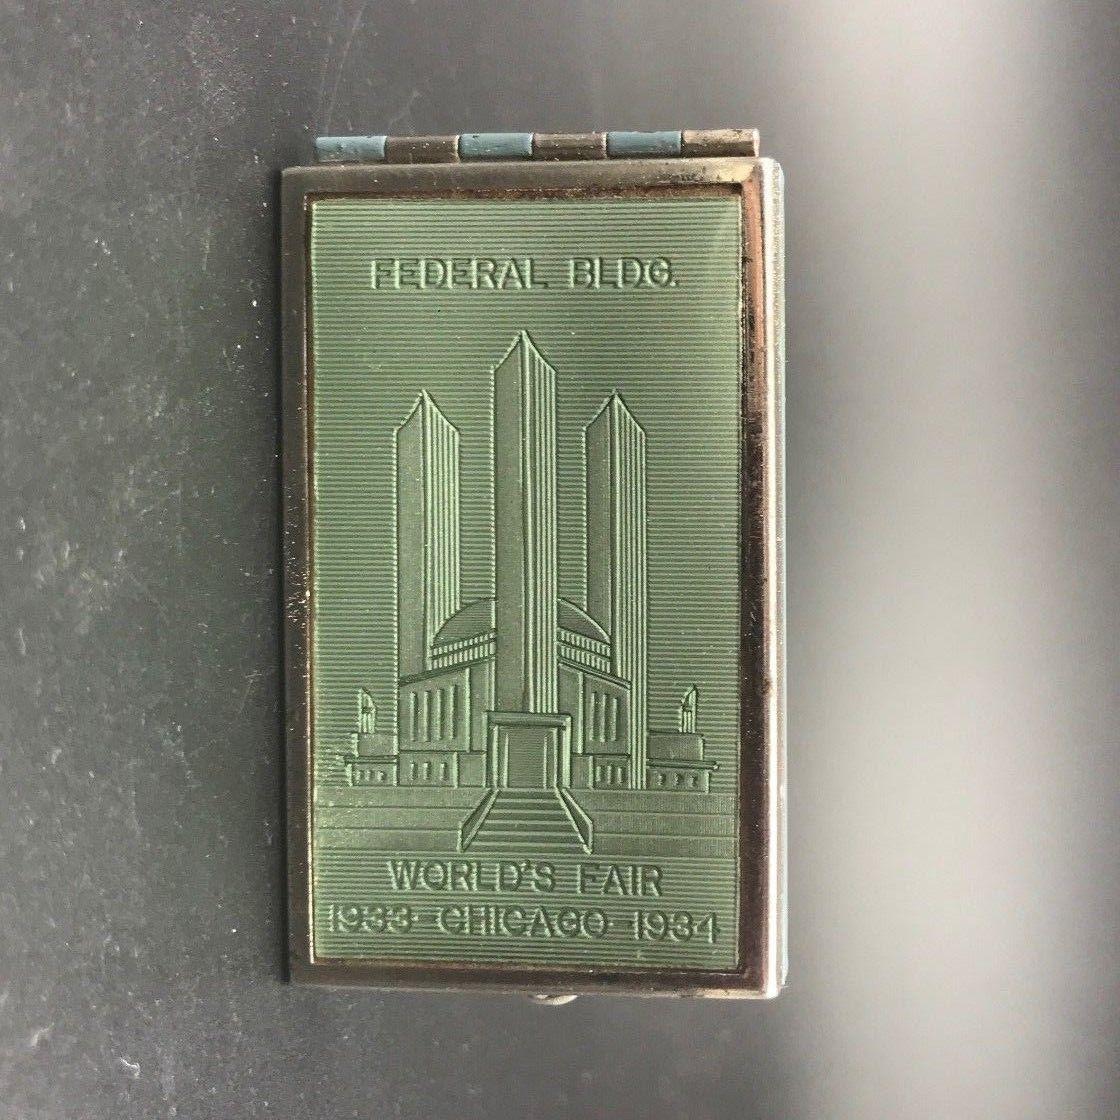 FEDERAL BLDG.
WORLD'S FAIR
1933 CHICAGO 1934